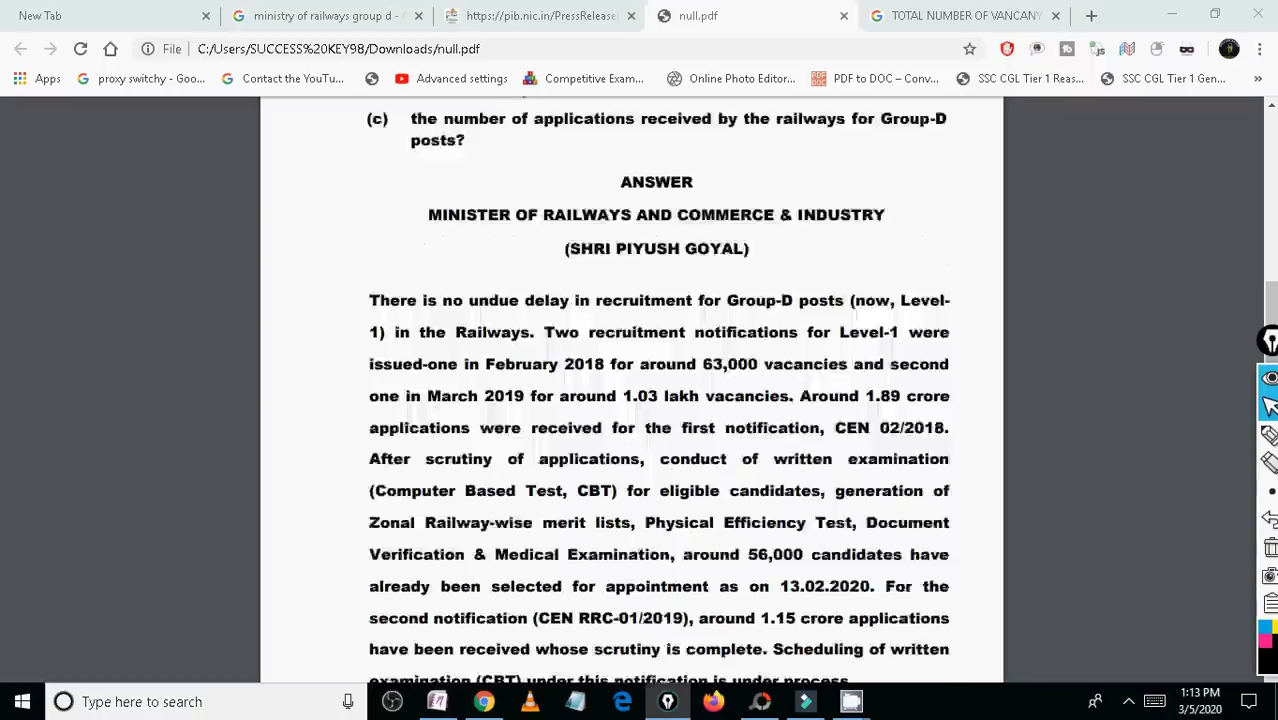 New Tab
ministry of railways group d - G
https://pib.nic.in/PressRelease
null.pdf
TOTAL NUMBER OF VANCANY
File
C:/Users/SUCCESS%20KEY98/Downloads/null.pdf
Apps
proxy switchy - Goo...
Contact the YouTu...
Advanced settings
Competitive Exam...
Online Photo Editor...
PDF to DOC – Conv...
SSC CGL Tier 1 Reas...
SSC CGL Tier 1 Gen...
»
(c) the number of applications received by the railways for Group-D
posts?
ANSWER
MINISTER OF RAILWAYS AND COMMERCE & INDUSTRY
(SHRI PIYUSH GOYAL)
There is no undue delay in recruitment for Group-D posts (now, Level-
1) in the Railways. Two recruitment notifications for Level-1 were
issued-one in February 2018 for around 63,000 vacancies and second
one in March 2019 for around 1.03 lakh vacancies. Around 1.89 crore
applications were received for the first notification, CEN 02/2018.
After scrutiny of applications, conduct of written examination
(Computer Based Test, CBT) for eligible candidates, generation of
Zonal Railway-wise merit lists, Physical Efficiency Test, Document
Verification & Medical Examination, around 56,000 candidates have
already been selected for appointment as on 13.02.2020. For the
second notification (CEN RRC-01/2019), around 1.15 crore applications
have been received whose scrutiny is complete. Scheduling of written
examination (CBT) under this notification is under process.
Type here to search
1:13 PM
3/5/2020